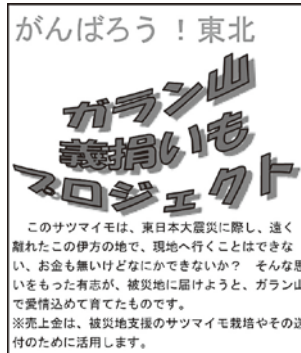 がんばろう！東北
ガラン山
義捐いも
プロジェクト
このサツマイモは、東日本大震災に際し、遠く
離れたこの伊方の地で、現地へ行くことはできな
い、お金も無いけどなにかできないか？　そんな思
いをもった有志が、被災地に届けようと、ガラン山
で愛情込めて育てたものです。
※売上金は、被災地支援のサツマイモ栽培やその送
付のために活用します。